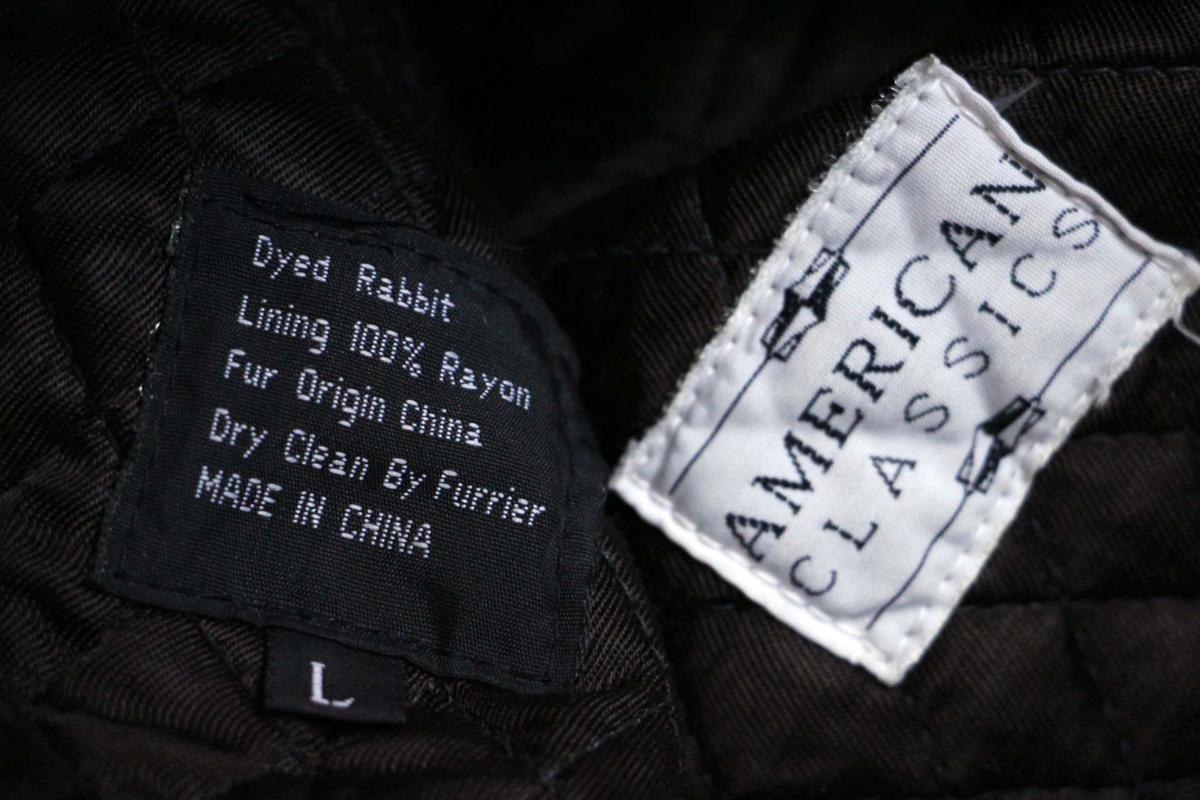 Dyed Rabbit
Lining 100% Rayon
Fur Origin China
Dry Clean By Furrier
MADE IN CHINA
L
AMERICAN
CLASSICS